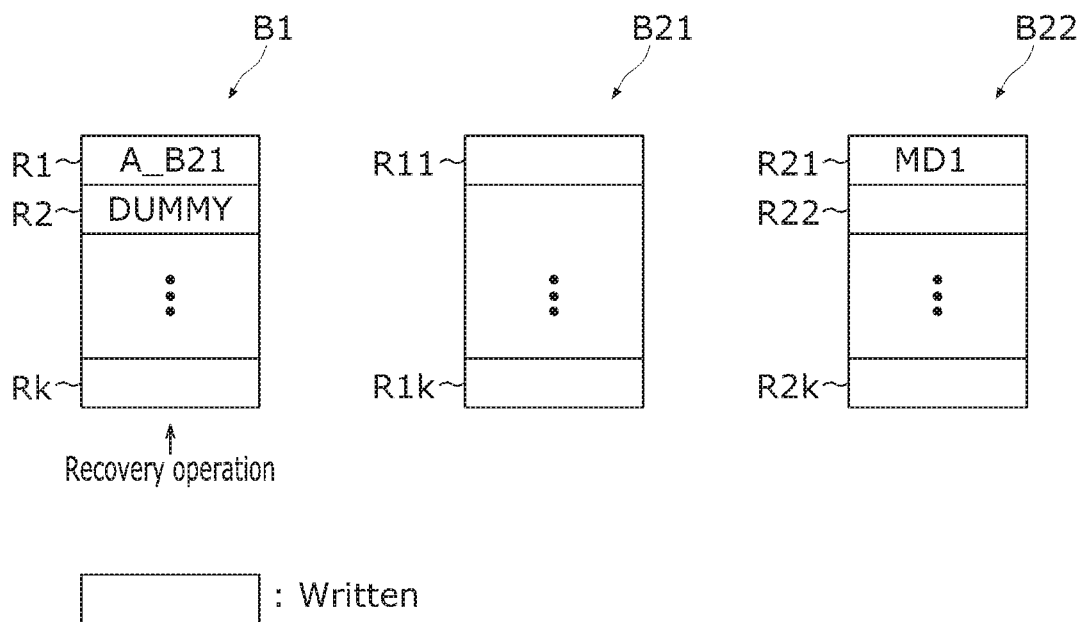 B1 B21 B22
R1 A_B21 R11 R21 MD1
R2 DUMMY R22
Rk R1k R2k
Recovery operation
: Written